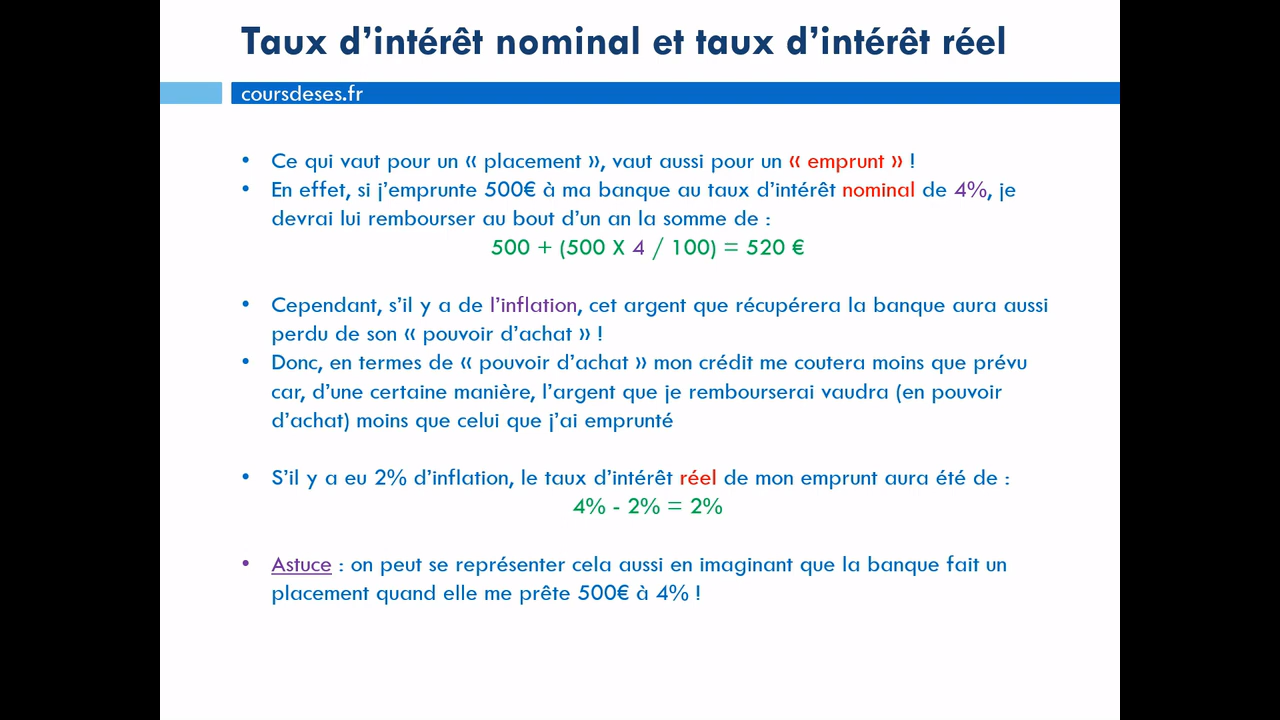 Taux d’intérêt nominal et taux d’intérêt réel
coursdeses.fr
• Ce qui vaut pour un « placement », vaut aussi pour un « emprunt » !
• En effet, si j’emprunte 500€ à ma banque au taux d’intérêt nominal de 4%, je
devrai lui rembourser au bout d’un an la somme de :
500 + (500 X 4 / 100) = 520 €
• Cependant, s’il y a de l’inflation, cet argent que récupérera la banque aura aussi
perdu de son « pouvoir d’achat » !
• Donc, en termes de « pouvoir d’achat » mon crédit me coutera moins que prévu
car, d’une certaine manière, l’argent que je rembourserai vaudra (en pouvoir
d’achat) moins que celui que j’ai emprunté
• S’il y a eu 2% d’inflation, le taux d’intérêt réel de mon emprunt aura été de :
4% - 2% = 2%
• Astuce : on peut se représenter cela aussi en imaginant que la banque fait un
placement quand elle me prête 500€ à 4% !